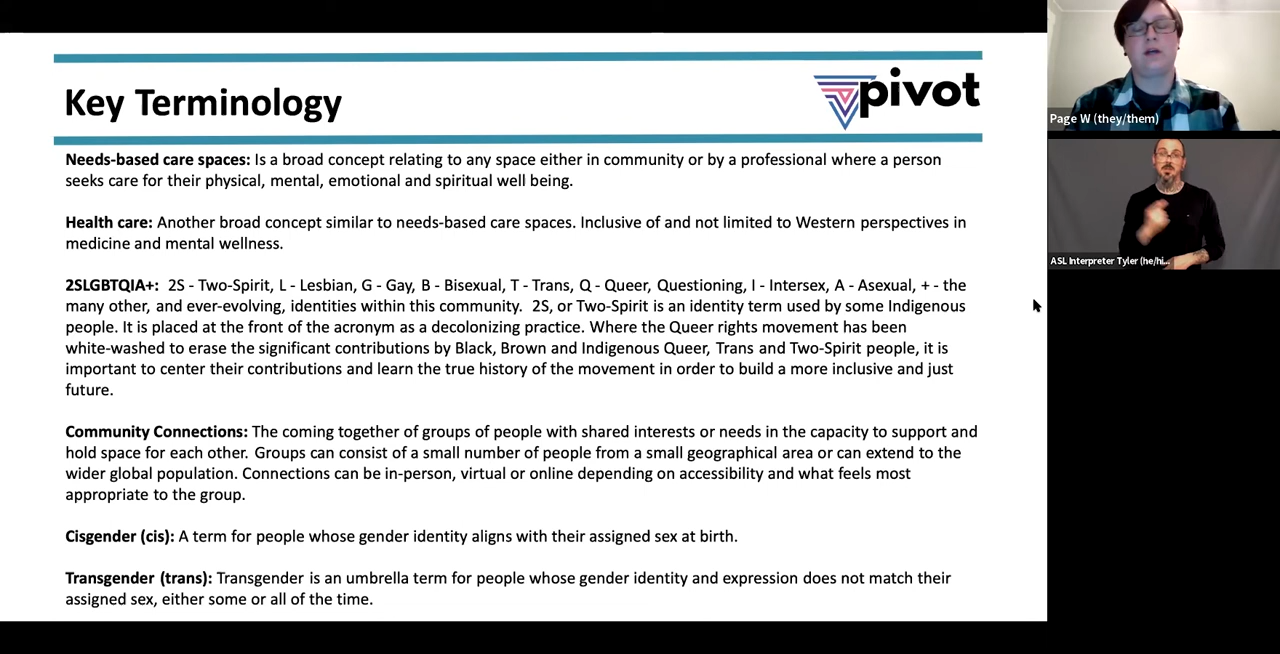 Key Terminology
pivot
Needs-based care spaces: Is a broad concept relating to any space either in community or by a professional where a person
seeks care for their physical, mental, emotional and spiritual well being.
Health care: Another broad concept similar to needs-based care spaces. Inclusive of and not limited to Western perspectives in
medicine and mental wellness.
2SLGBTQIA+: 2S - Two-Spirit, L - Lesbian, G - Gay, B - Bisexual, T - Trans, Q - Queer, Questioning, I - Intersex, A - Asexual, + - the
many other, and ever-evolving, identities within this community. 2S, or Two-Spirit is an identity term used by some Indigenous
people. It is placed at the front of the acronym as a decolonizing practice. Where the Queer rights movement has been
white-washed to erase the significant contributions by Black, Brown and Indigenous Queer, Trans and Two-Spirit people, it is
important to center their contributions and learn the true history of the movement in order to build a more inclusive and just
future.
Community Connections: The coming together of groups of people with shared interests or needs in the capacity to support and
hold space for each other. Groups can consist of a small number of people from a small geographical area or can extend to the
wider global population. Connections can be in-person, virtual or online depending on accessibility and what feels most
appropriate to the group.
Cisgender (cis): A term for people whose gender identity aligns with their assigned sex at birth.
Transgender (trans): Transgender is an umbrella term for people whose gender identity and expression does not match their
assigned sex, either some or all of the time.
Page W (they/them)
ASL Interpreter Tyler (he/hi...